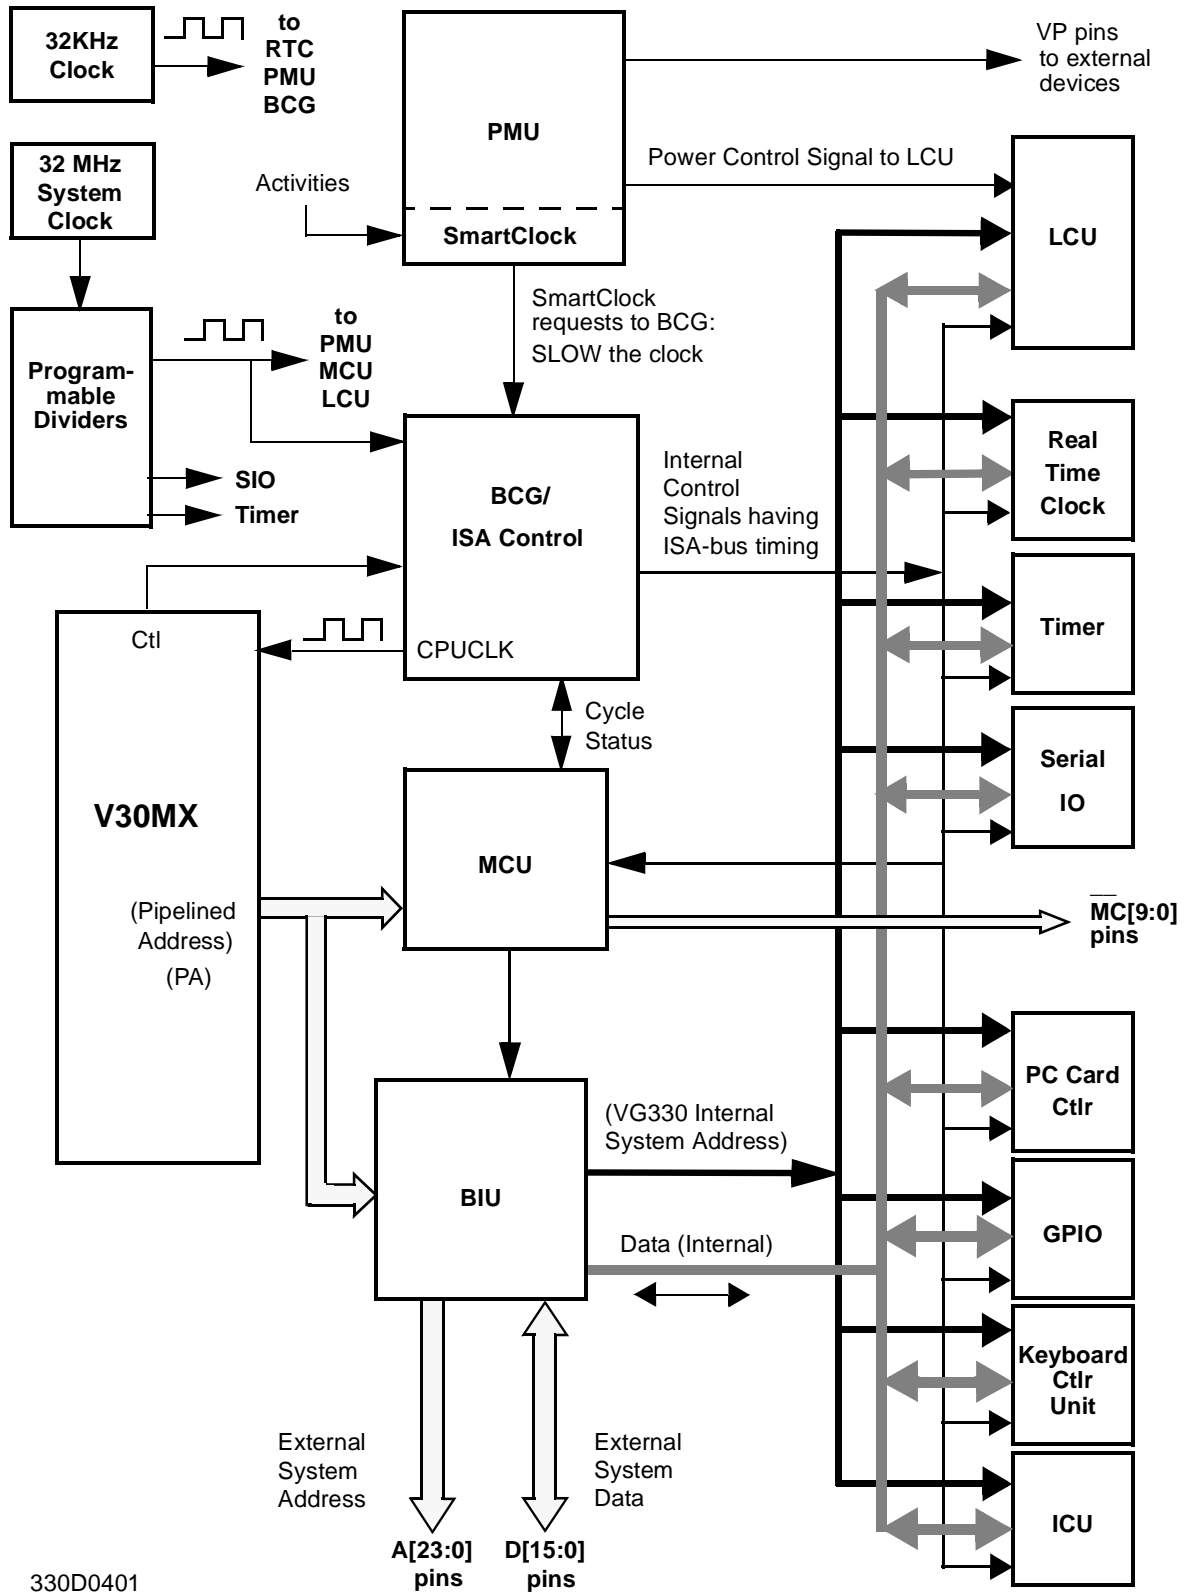 32KHz
Clock
to
RTC
PMU
BCG
32 MHz
System
Clock
Activities
PMU
SmartClock
VP pins
to external
devices
Power Control Signal to LCU
LCU
SmartClock
requests to BCG:
SLOW the clock
Program-
mable
Dividers
to
PMU
MCU
LCU
SIO
Timer
BCG/
ISA Control
CPUCLK
Internal
Control
Signals having
ISA-bus timing
Real
Time
Clock
Timer
Ctl
V30MX
(Pipelined
Address)
(PA)
Cycle
Status
MCU
Serial
IO
MC[9:0]
pins
PC Card
Ctlr
(VG330 Internal
System Address)
BIU
Data (Internal)
GPIO
Keyboard
Ctlr
Unit
ICU
External
System
Address
External
System
Data
A[23:0]
pins
D[15:0]
pins
330D0401